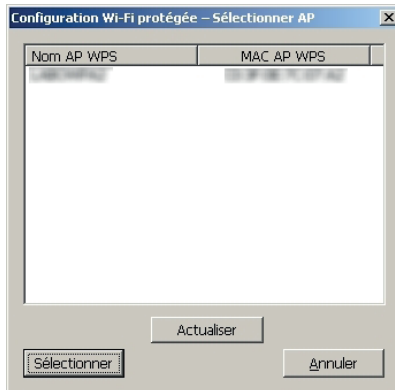 Configuration Wi-Fi protégée – Sélectionner AP
Nom AP WPS MAC AP WPS
Actualiser
Sélectionner Annuler